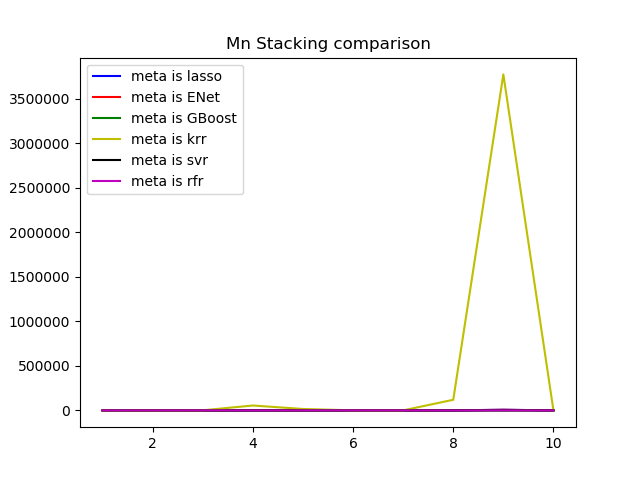 Mn Stacking comparison
meta is lasso
meta is ENet
meta is GBoost
meta is krr
meta is svr
meta is rfr
3500000
3000000
2500000
2000000
1500000
1000000
500000
0
2 4 6 8 10